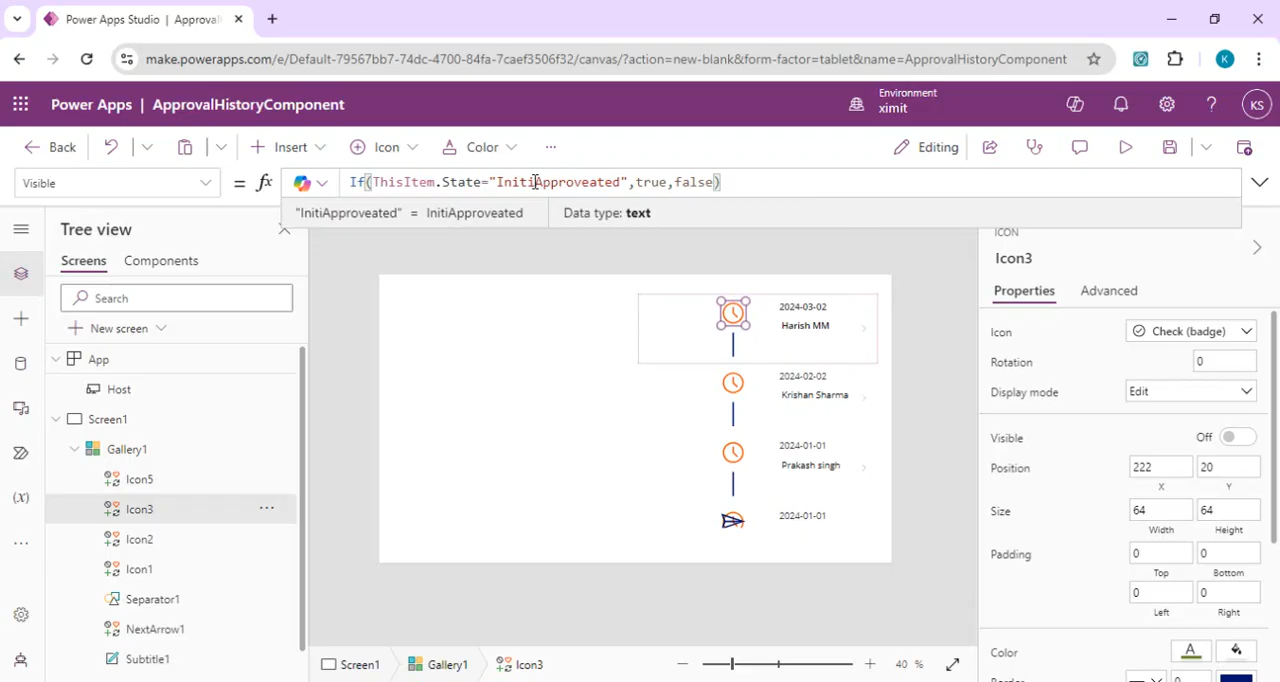 Power Apps Studio | Approval
make.powerapps.com/e/Default-79567bb7-74dc-4700-84fa-7caef3506f32/canvas/?action=new-blank&form-factor=tablet&name=ApprovalHistoryComponent
K
Power Apps | ApprovalHistoryComponent
Environment
ximit
KS
Back
Insert
Icon
Color
Editing
Visible
= fx
If(ThisItem.State="InitiApproveated",true,false)
"InitiApproveated" = InitiApproveated
Data type: text
Tree view
Screens
Components
Search
New screen
App
Host
Screen1
Gallery1
Icon5
Icon3
Icon2
Icon1
Separator1
NextArrow1
Subtitle1
2024-03-02
Harish MM
2024-02-02
Krishan Sharma
2024-01-01
Prakash singh
2024-01-01
ICON
Icon3
Properties
Advanced
Icon
Check (badge)
Rotation
0
Display mode
Edit
Visible
Off
Position
222
20
X
Y
Size
64
64
Width
Height
Padding
0
0
Top
Bottom
0
0
Left
Right
Color
A
Screen1
Gallery1
Icon3
40 %